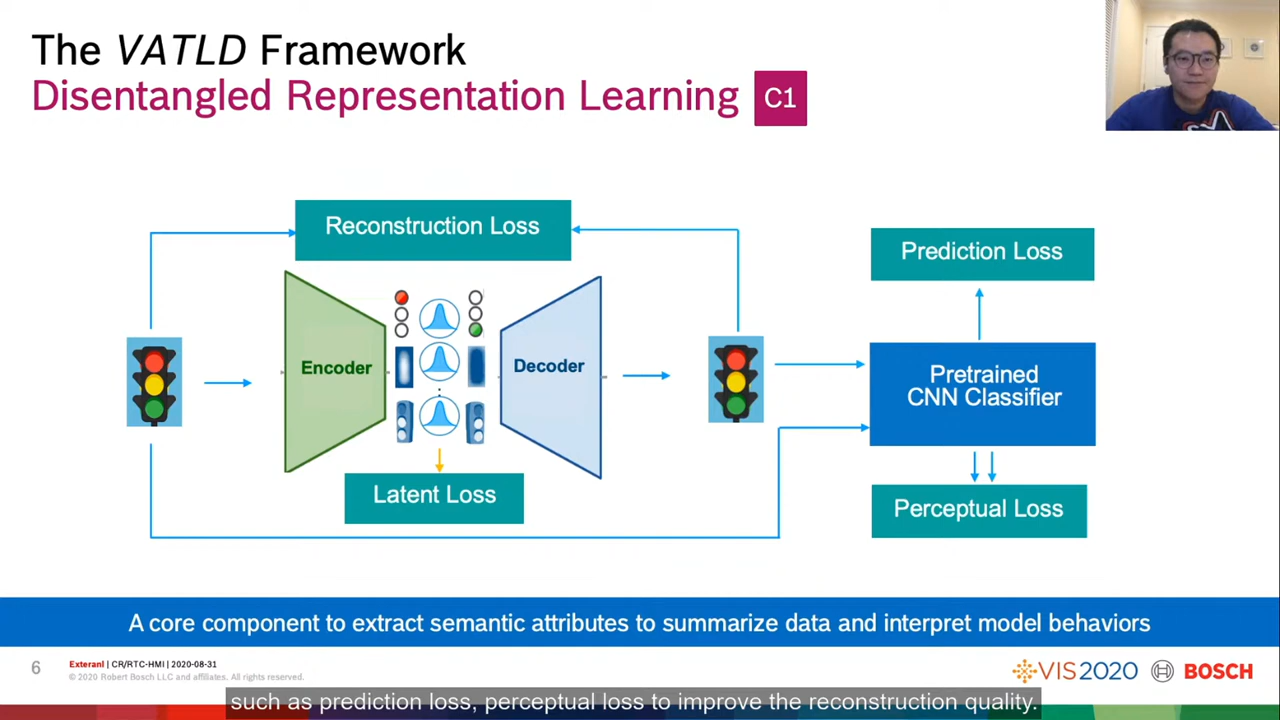 The VATLD Framework
Disentangled Representation Learning C1
Reconstruction Loss
Prediction Loss
Encoder
Decoder
Pretrained
CNN Classifier
Latent Loss
Perceptual Loss
A core component to extract semantic attributes to summarize data and interpret model behaviors
6
Exteranl | CR/RTC-HMI | 2020-08-31
© 2020 Robert Bosch LLC and affiliates. All rights reserved.
VIS2020
BOSCH
such as prediction loss, perceptual loss to improve the reconstruction quality.